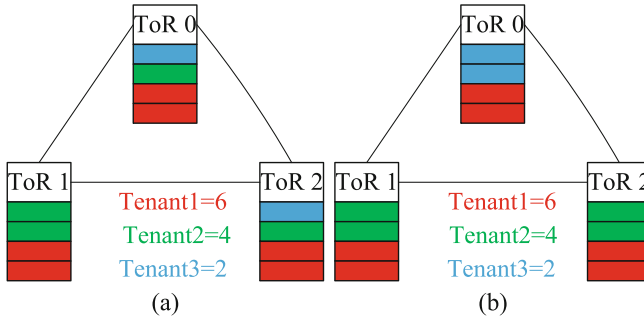 ToR 0
ToR 0
ToR 1
ToR 2
ToR 1
ToR 2
Tenant1=6
Tenant2=4
Tenant3=2
Tenant1=6
Tenant2=4
Tenant3=2
(a)
(b)